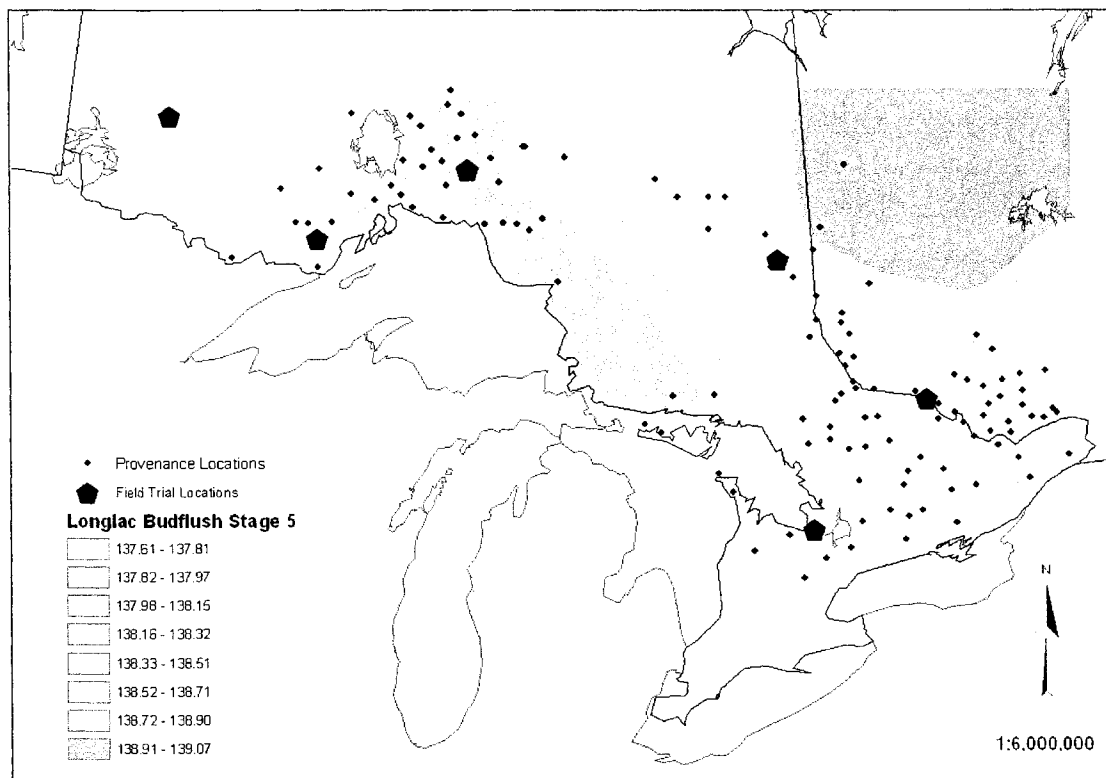 Provenance Locations
Field Trial Locations
Longlac Budflush Stage 5
137.61 - 137.81
137.82 - 137.97
137.98 - 138.15
138.16 - 138.32
138.33 - 138.51
138.52 - 138.71
138.72 - 138.90
138.91 - 139.07
N
1:6,000,000